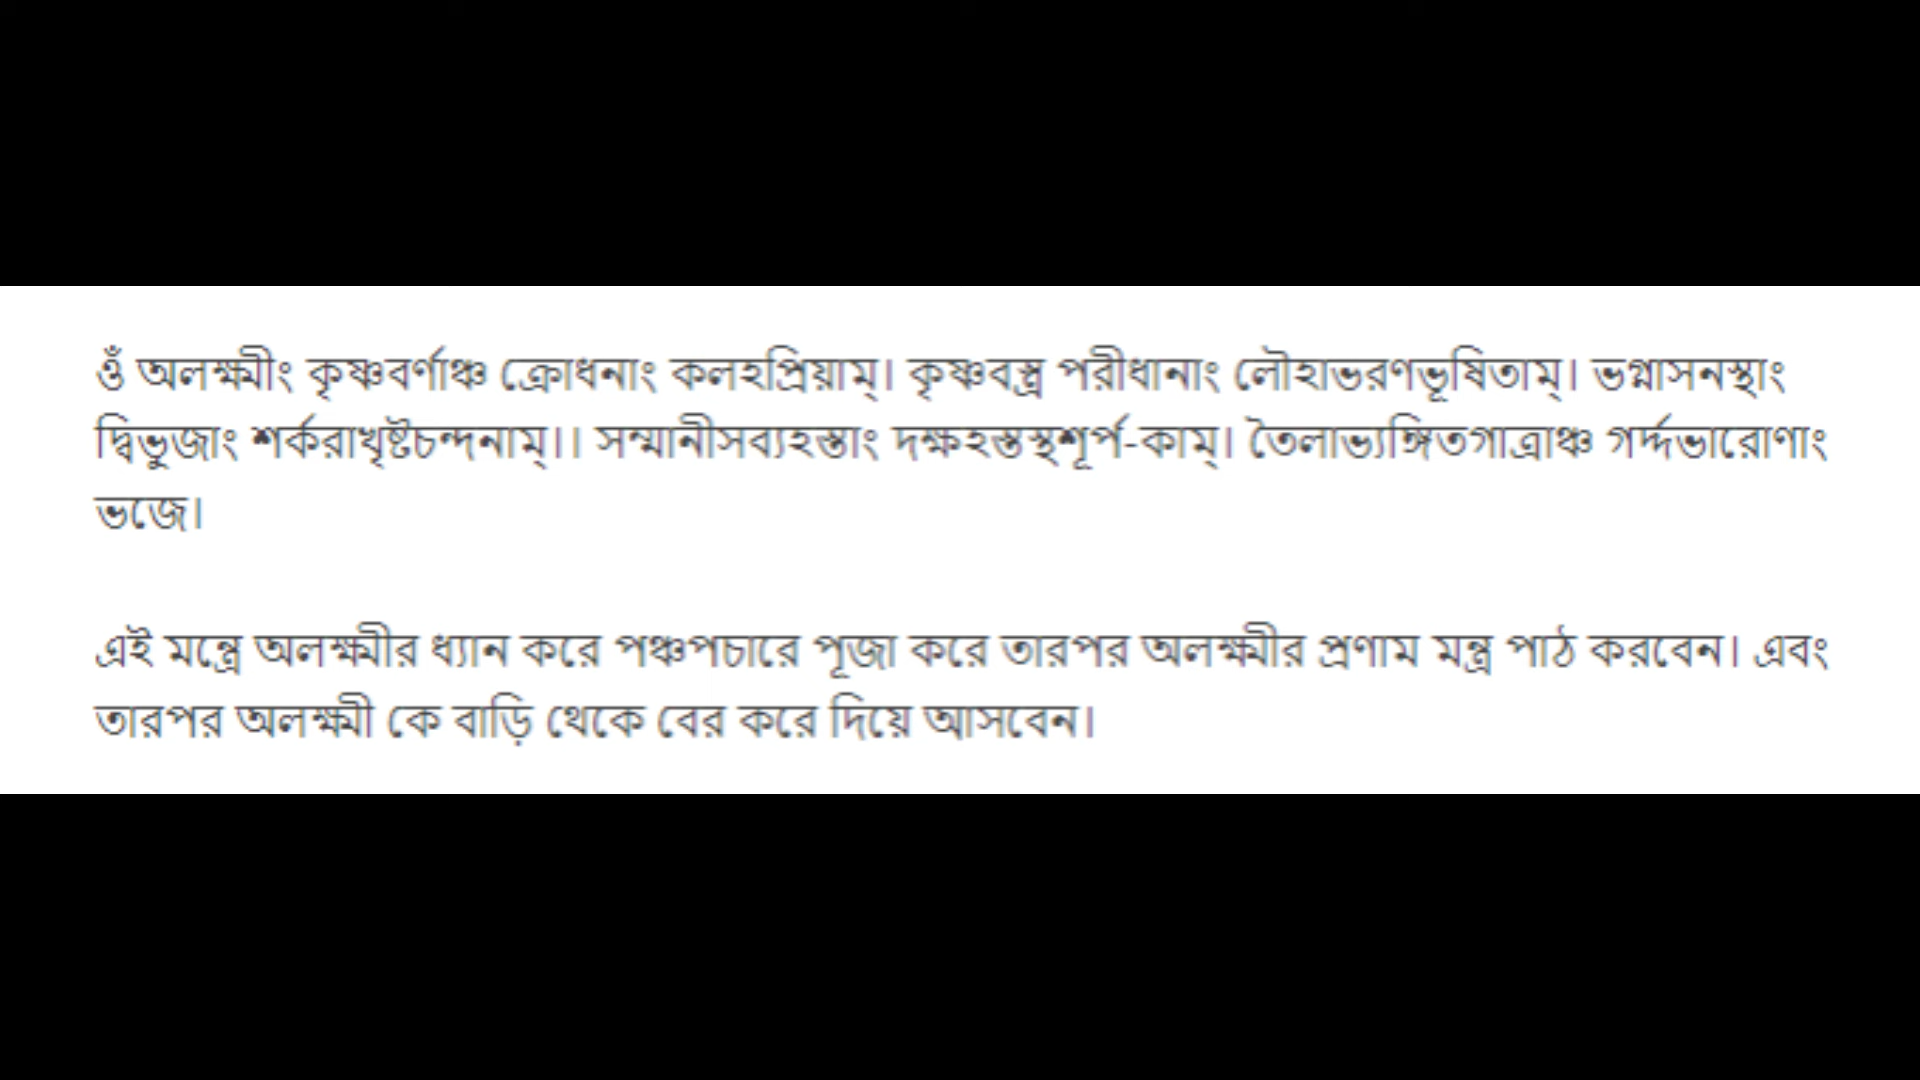 ওঁ অলক্ষ্মীং কৃষ্ণবর্ণাঞ্চ ক্রোধনাং কলহপ্রিয়াম্। কৃষ্ণবস্ত্র পরীধানাং লৌহাভরণভূষিতাম্। ভগ্নাসনস্থাং
দ্বিভুজাং শর্করাখৃষ্টচন্দনাম্।। সন্মানীসব্যহস্তাং দক্ষহস্তস্থশূর্প-কাম্। তৈলাভ্যঙ্গিতগাত্রাঞ্চ গর্দ্দভারোণাং
ভজে।
এই মন্ত্রে অলক্ষ্মীর ধ্যান করে পঞ্চপচারে পূজা করে তারপর অলক্ষ্মীর প্রণাম মন্ত্র পাঠ করবেন। এবং
তারপর অলক্ষ্মী কে বাড়ি থেকে বের করে দিয়ে আসবেন।